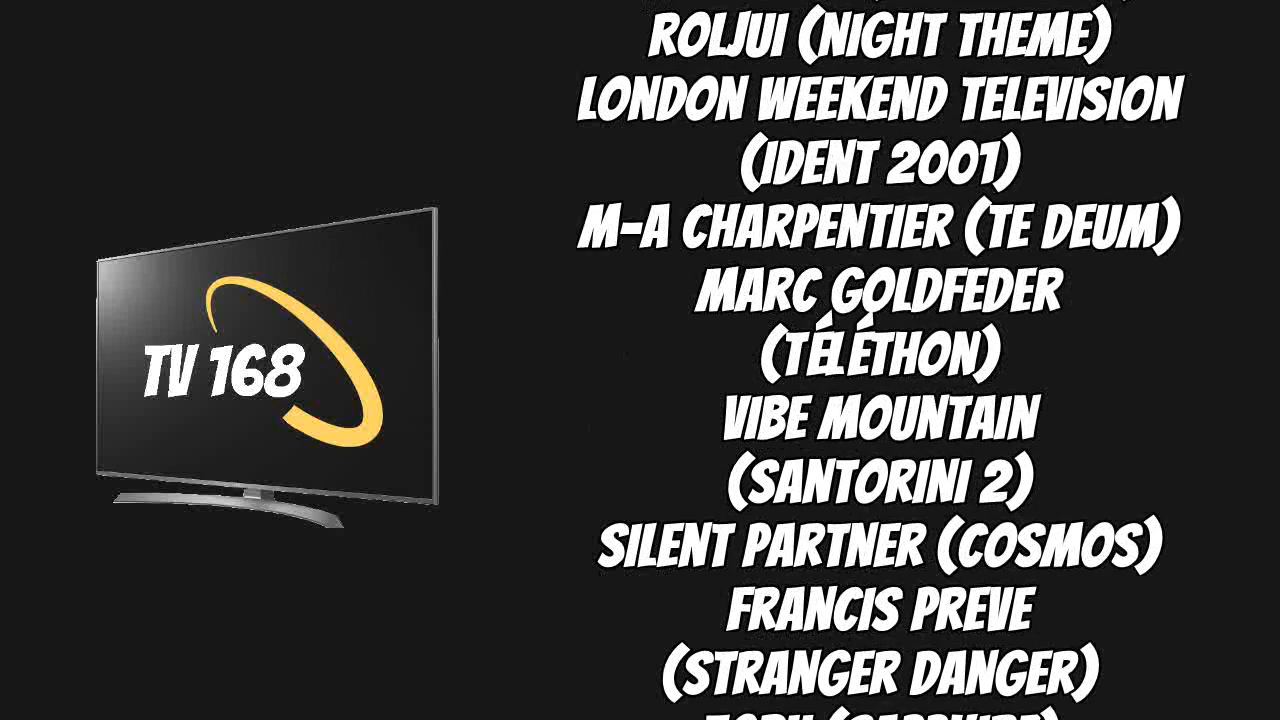 ROLJUI (NIGHT THEME)
LONDON WEEKEND TELEVISION
(IDENT 2001)
M-A CHARPENTIER (TE DEUM)
MARC GOLDFEDER
(TÉLÉTHON)
VIBE MOUNTAIN
(SANTORINI 2)
SILENT PARTNER (COSMOS)
FRANCIS PREVE
(STRANGER DANGER)
TV 168